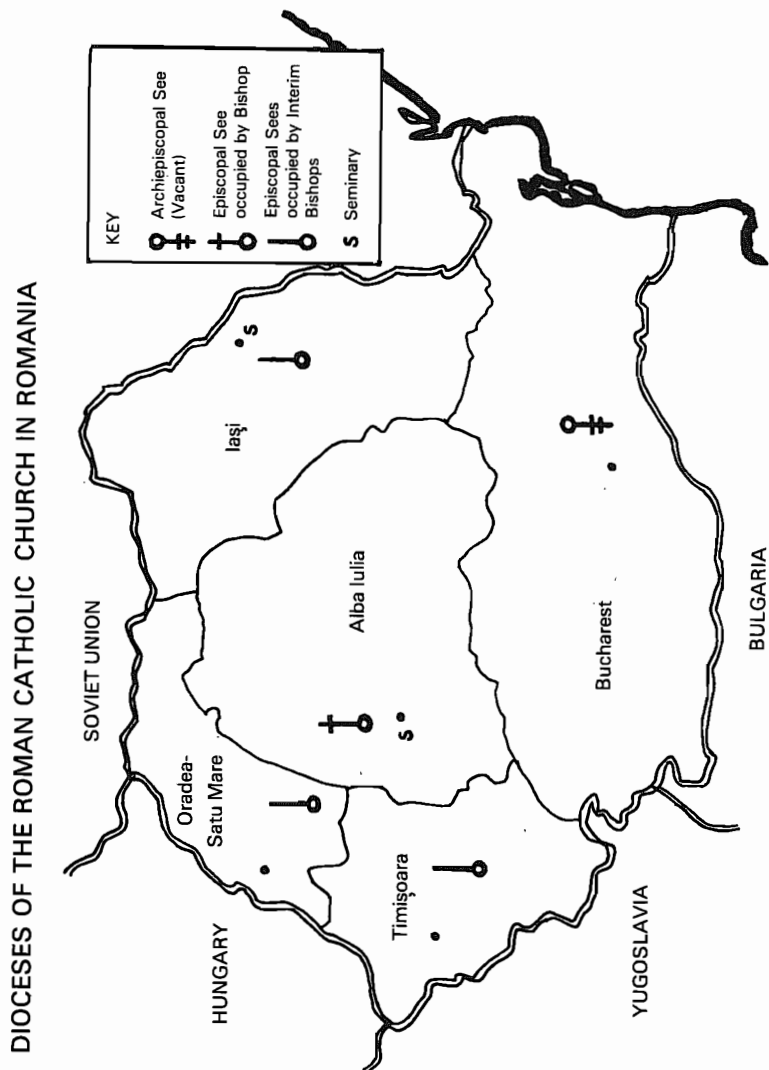 DIOCESES OF THE ROMAN CATHOLIC CHURCH IN ROMANIA
KEY
Archiepiscopal See
(Vacant)
Episcopal See
occupied by Bishop
Episcopal Sees
occupied by Interim
Bishops
S Seminary
SOVIET UNION
HUNGARY
Oradea-
Satu Mare
Iaşi
S
Alba Iulia
S
Timişoara
Bucharest
YUGOSLAVIA
BULGARIA